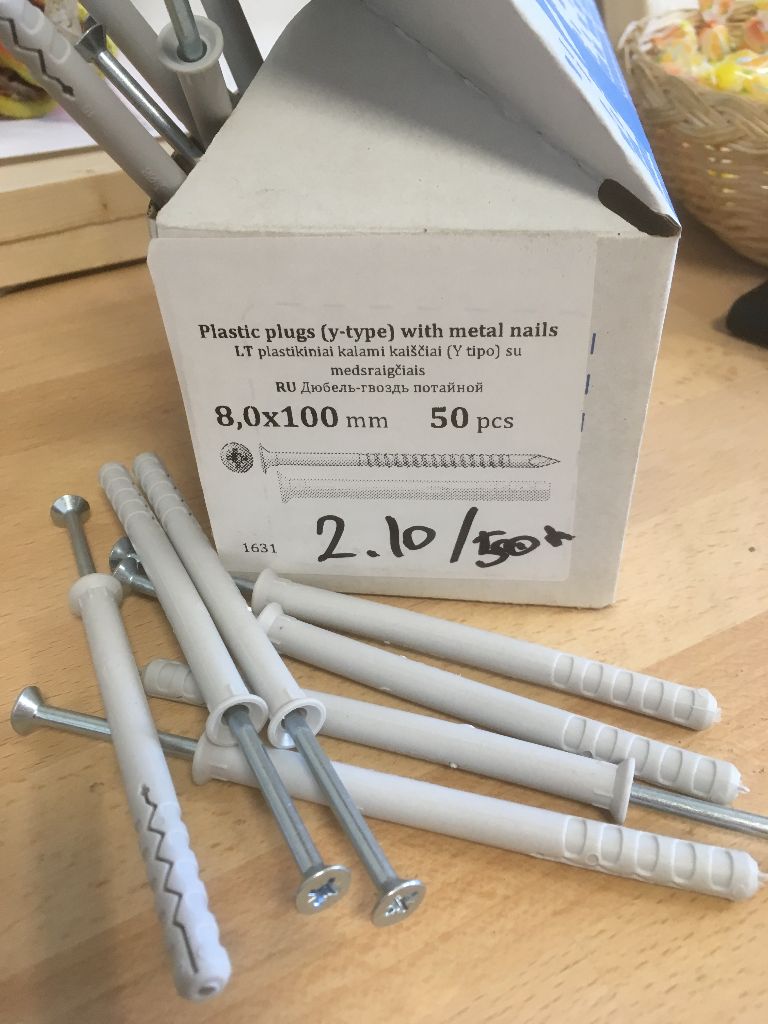 Plastic plugs (y-type) with metal nails
LT plastikiniai kalami kaiščiai (Y tipo) su
medsraigčiais
RU Дюбель-гвоздь потайной
8,0x100 mm 50 pcs
1631 2.10/50